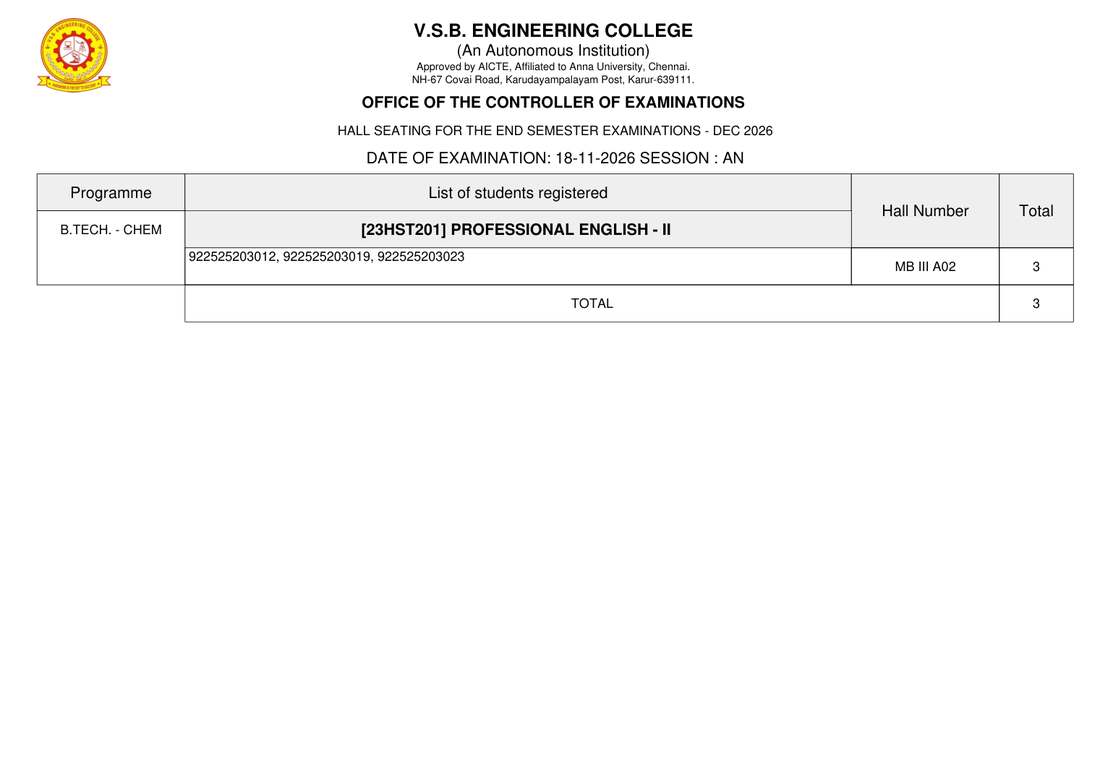 V.S.B. ENGINEERING COLLEGE
(An Autonomous Institution)
Approved by AICTE, Affiliated to Anna University, Chennai.
NH-67 Covai Road, Karudayampalayam Post, Karur-639111.
OFFICE OF THE CONTROLLER OF EXAMINATIONS
HALL SEATING FOR THE END SEMESTER EXAMINATIONS - DEC 2026
DATE OF EXAMINATION: 18-11-2026 SESSION : AN
Programme
List of students registered
Hall Number
Total
B.TECH. - CHEM
[23HST201] PROFESSIONAL ENGLISH - II
922525203012, 922525203019, 922525203023
MB III A02
3
TOTAL
3